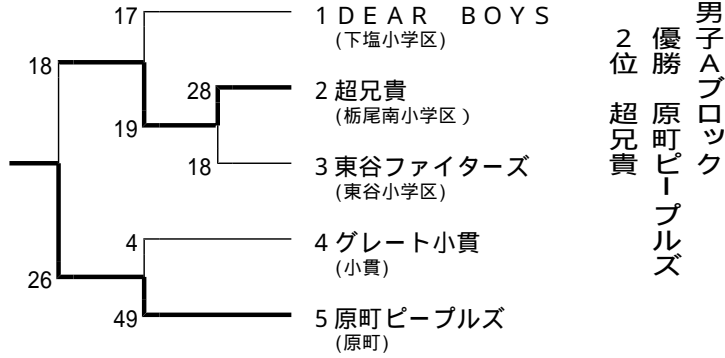 男子Aブロック
優勝　原町ピープルズ
2位　超兄貴
17
1 DEAR　BOYS
(下塩小学区)
18
28
2 超兄貴
(栃尾南小学区 )
19
18
3 東谷ファイターズ
(東谷小学区)
4
4 グレート小貫
(小貫)
26
49
5 原町ピープルズ
(原町)